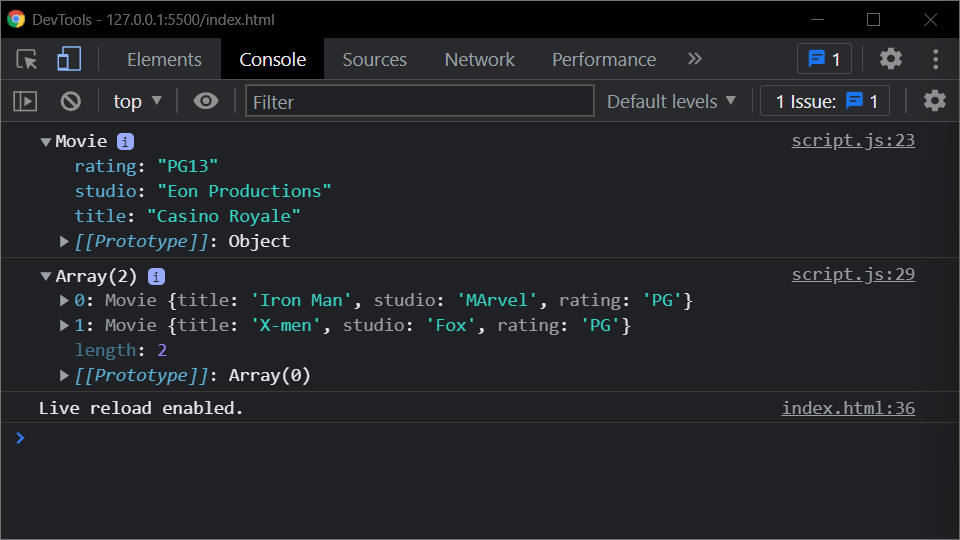 DevTools - 127.0.0.1:5500/index.html
Elements Console Sources Network Performance » 1
top Filter Default levels 1 Issue: 1
Movie i script.js:23
rating: "PG13"
studio: "Eon Productions"
title: "Casino Royale"
[[Prototype]]: Object
Array(2) i script.js:29
0: Movie {title: 'Iron Man', studio: 'MArvel', rating: 'PG'}
1: Movie {title: 'X-men', studio: 'Fox', rating: 'PG'}
length: 2
[[Prototype]]: Array(0)
Live reload enabled. index.html:36